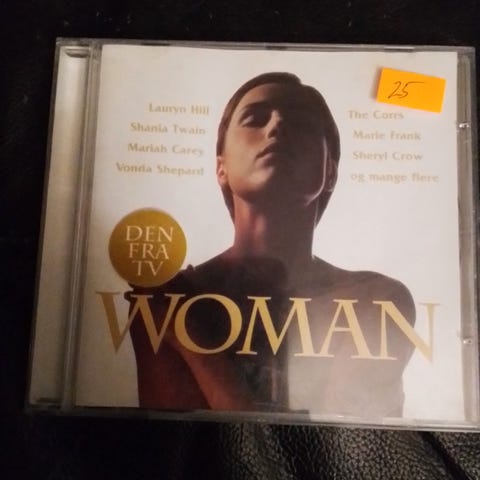 25
Lauryn Hill
Shania Twain
Mariah Carey
Vonda Shepard
The Corrs
Marie Frank
Sheryl Crow
og mange flere
DEN
FRA
TV
WOMAN